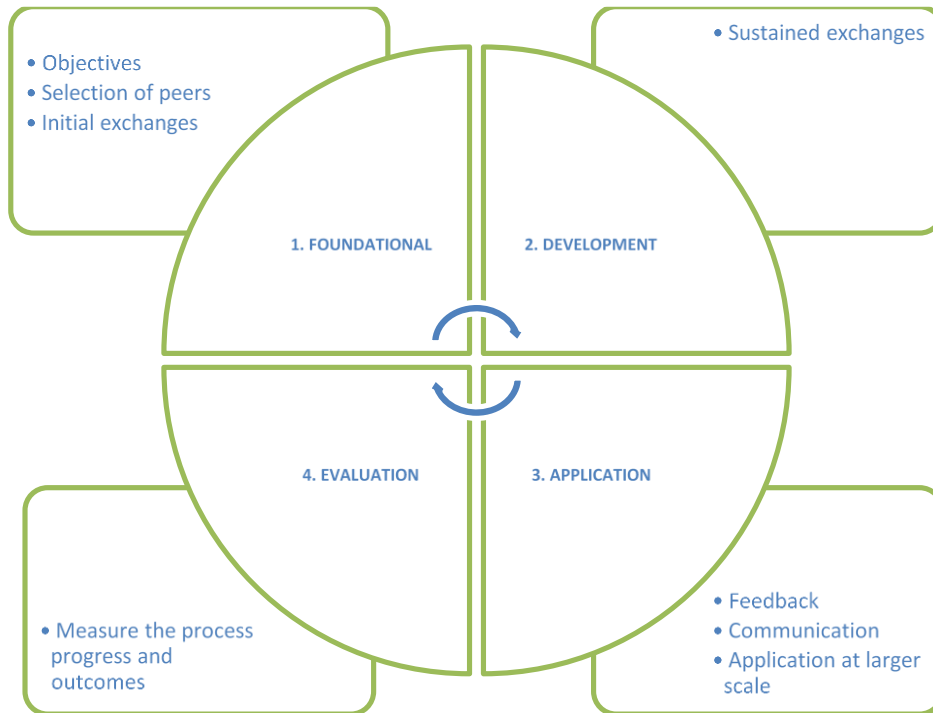 • Objectives
• Selection of peers
• Initial exchanges
• Sustained exchanges
1. FOUNDATIONAL
2. DEVELOPMENT
4. EVALUATION
3. APPLICATION
• Measure the process
progress and
outcomes
• Feedback
• Communication
• Application at larger
scale